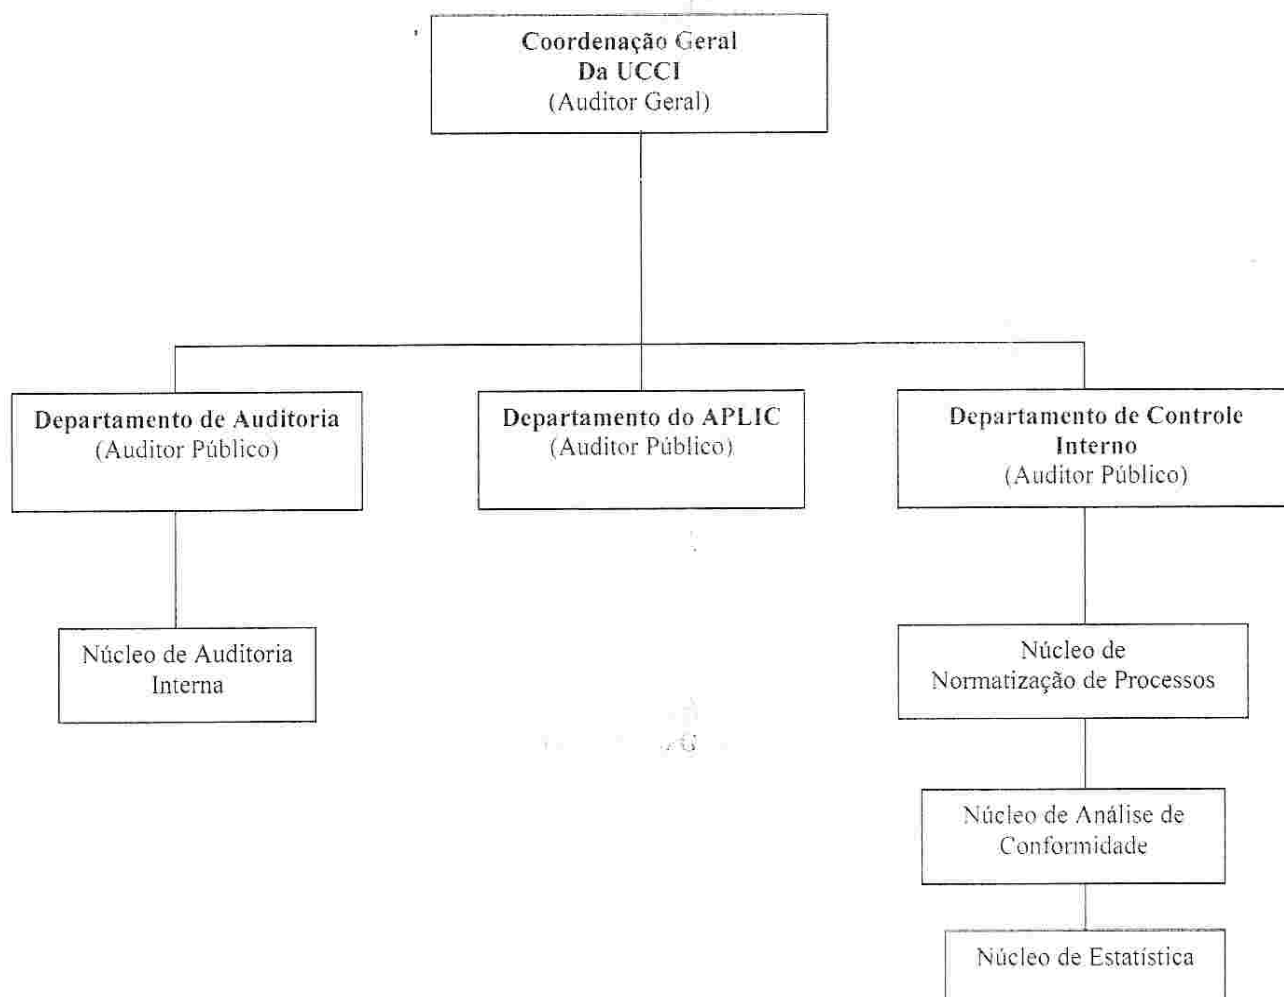 Coordenação Geral
Da UCCI
(Auditor Geral)
Departamento de Auditoria
(Auditor Público)
Departamento do APLIC
(Auditor Público)
Departamento de Controle
Interno
(Auditor Público)
Núcleo de Auditoria
Interna
Núcleo de
Normatização de Processos
Núcleo de Análise de
Conformidade
Núcleo de Estatística